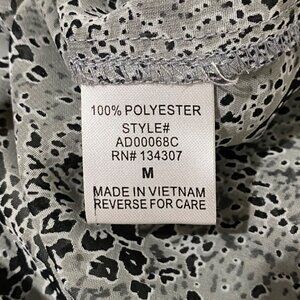 100% POLYESTER
STYLE#
AD00068C
RN# 134307
M
MADE IN VIETNAM
REVERSE FOR CARE